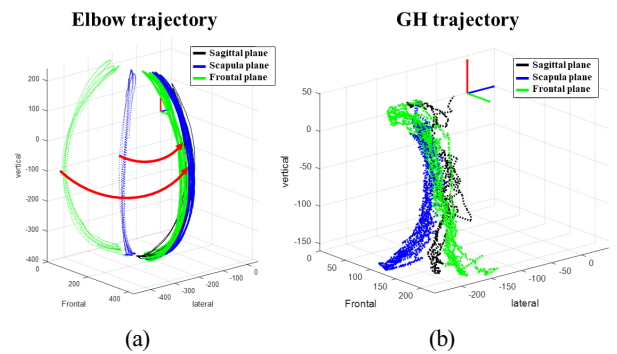 Elbow trajectory
GH trajectory
Sagittal plane
Scapula plane
Frontal plane
200
100
0
-100
-200
-300
-400
vertical
0
200
400
Frontal
-400
-300
-200
-100
0
lateral
Sagittal plane
Scapula plane
Frontal plane
50
0
-50
-100
-150
vertical
0
50
100
150
200
Frontal
-200
-150
-100
-50
0
lateral
(a)
(b)